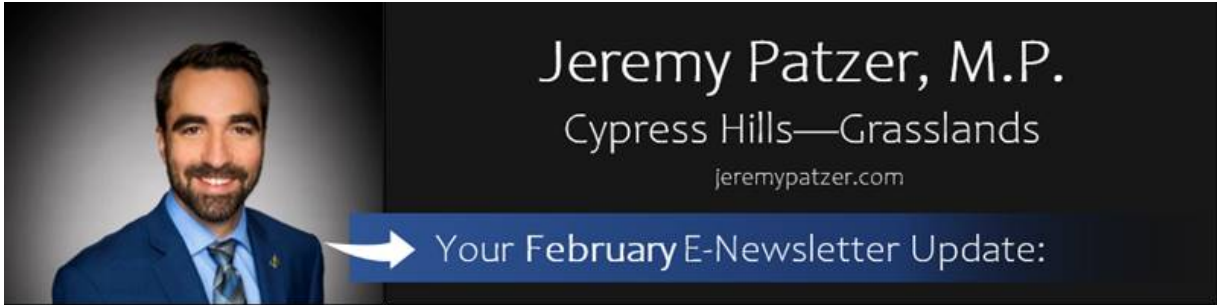 Jeremy Patzer, M.P.
Cypress Hills—Grasslands
jeremypatzer.com
Your February E-Newsletter Update: